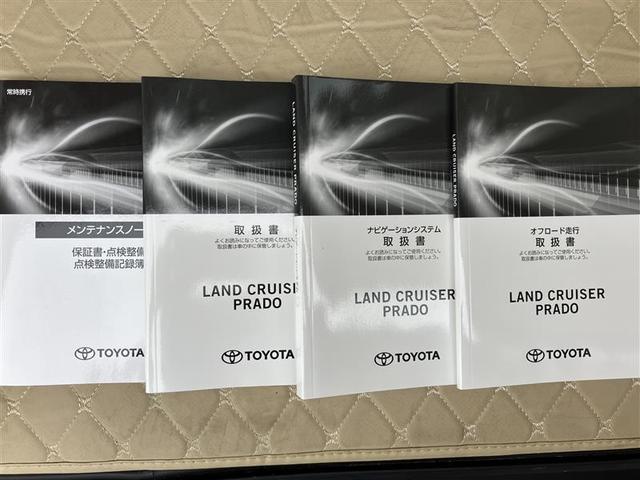 常時携行
メンテナンスノー
保証書・点検整備
点検整備記録簿
TOYOTA
取扱書
よくお読みになってご使用ください。
取扱書は車の中に保管しましょう。
LAND CRUISER
PRADO
TOYOTA
LAND CRUISER PRADO
ナビゲーションシステム
取扱書
よくお読みになってご使用ください。
取扱書は車の中に保管しましょう。
LAND CRUISER
PRADO
TOYOTA
LAND CRUISER PRADO
オフロード走行
取扱書
よくお読みになってご使用ください。
取扱書は車の中に保管しましょう。
LAND CRUISER
PRADO
TOYOTA